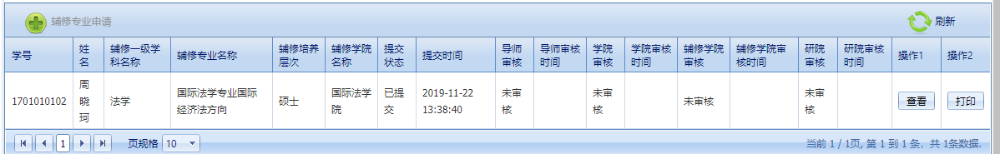 辅修专业申请 刷新
学号 姓名 辅修一级学科名称 辅修专业名称 辅修培养层次 辅修学院名称 提交状态 提交时间 导师审核 导师审核时间 学院审核 学院审核时间 辅修学院审核 辅修学院审核时间 研院审核 研院审核时间 操作1 操作2
1701010102 周晓珂 法学 国际法学专业国际经济法方向 硕士 国际法学院 已提交 2019-11-22 13:38:40 未审核 未审核 未审核 未审核 查看 打印
1 页规格 10 当前 1 / 1页, 第 1 到 1 条, 共 1条数据.